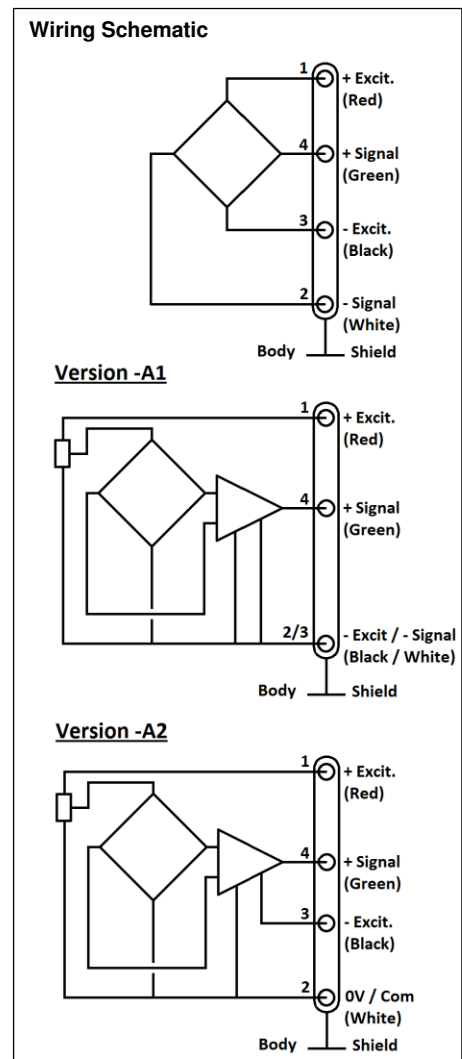 Wiring Schematic
1
+ Excit.
(Red)
4
+ Signal
(Green)
3
- Excit.
(Black)
2
- Signal
(White)
Body Shield
Version -A1
1
+ Excit.
(Red)
4
+ Signal
(Green)
2/3
- Excit / - Signal
(Black / White)
Body Shield
Version -A2
1
+ Excit.
(Red)
4
+ Signal
(Green)
3
- Excit.
(Black)
2
0V / Com
(White)
Body Shield